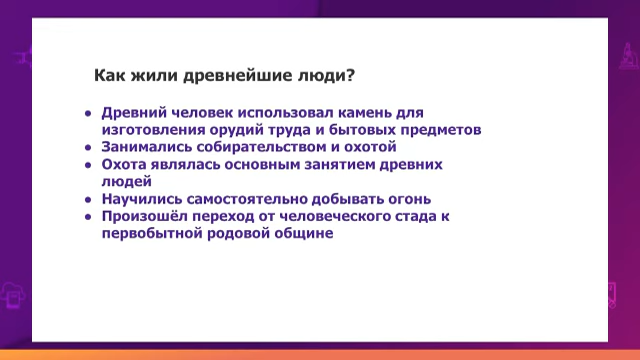 Как жили древнейшие люди?
● Древний человек использовал камень для
изготовления орудий труда и бытовых предметов
● Занимались собирательством и охотой
● Охота являлась основным занятием древних
людей
● Научились самостоятельно добывать огонь
● Произошёл переход от человеческого стада к
первобытной родовой общине